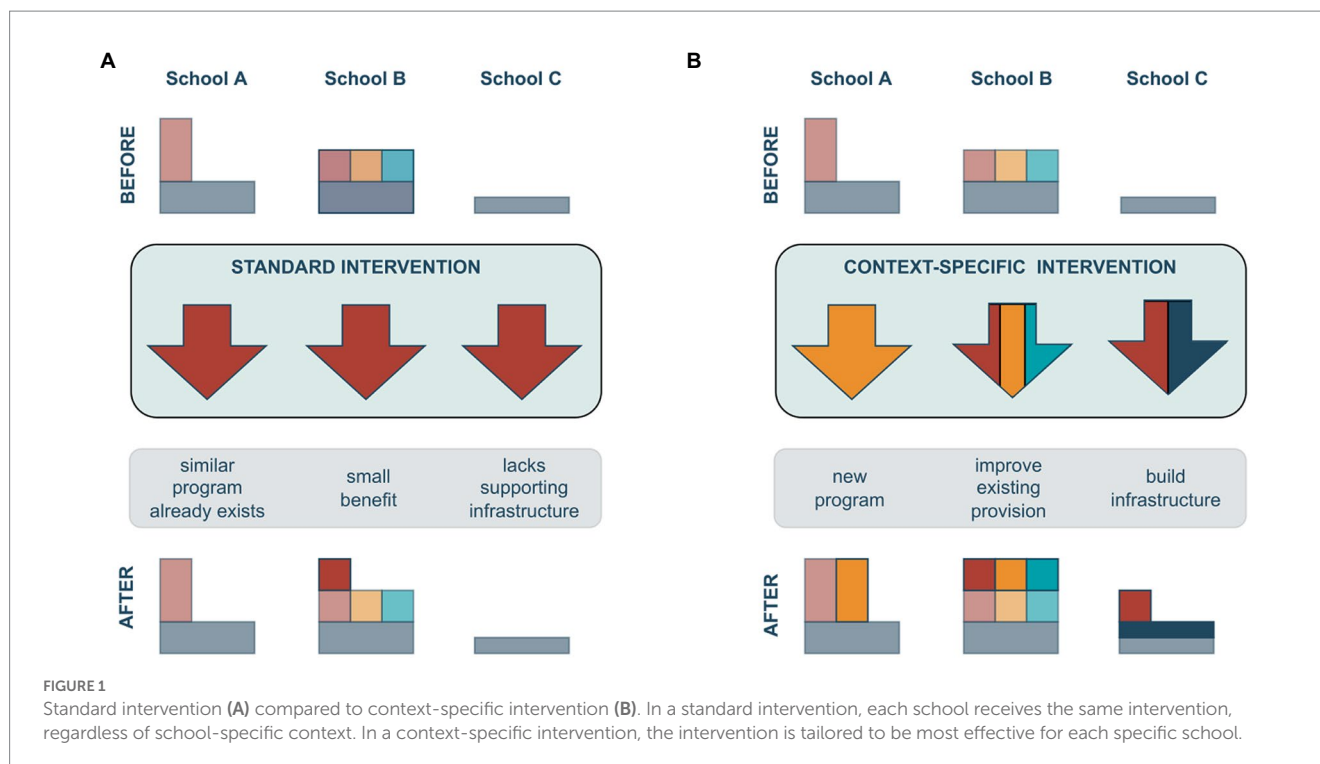 A
School A
School B
School C
BEFORE
STANDARD INTERVENTION
similar
program
already exists
small
benefit
lacks
supporting
infrastructure
AFTER
B
School A
School B
School C
BEFORE
CONTEXT-SPECIFIC INTERVENTION
new
program
improve
existing
provision
build
infrastructure
AFTER
FIGURE 1
Standard intervention (A) compared to context-specific intervention (B). In a standard intervention, each school receives the same intervention,
regardless of school-specific context. In a context-specific intervention, the intervention is tailored to be most effective for each specific school.